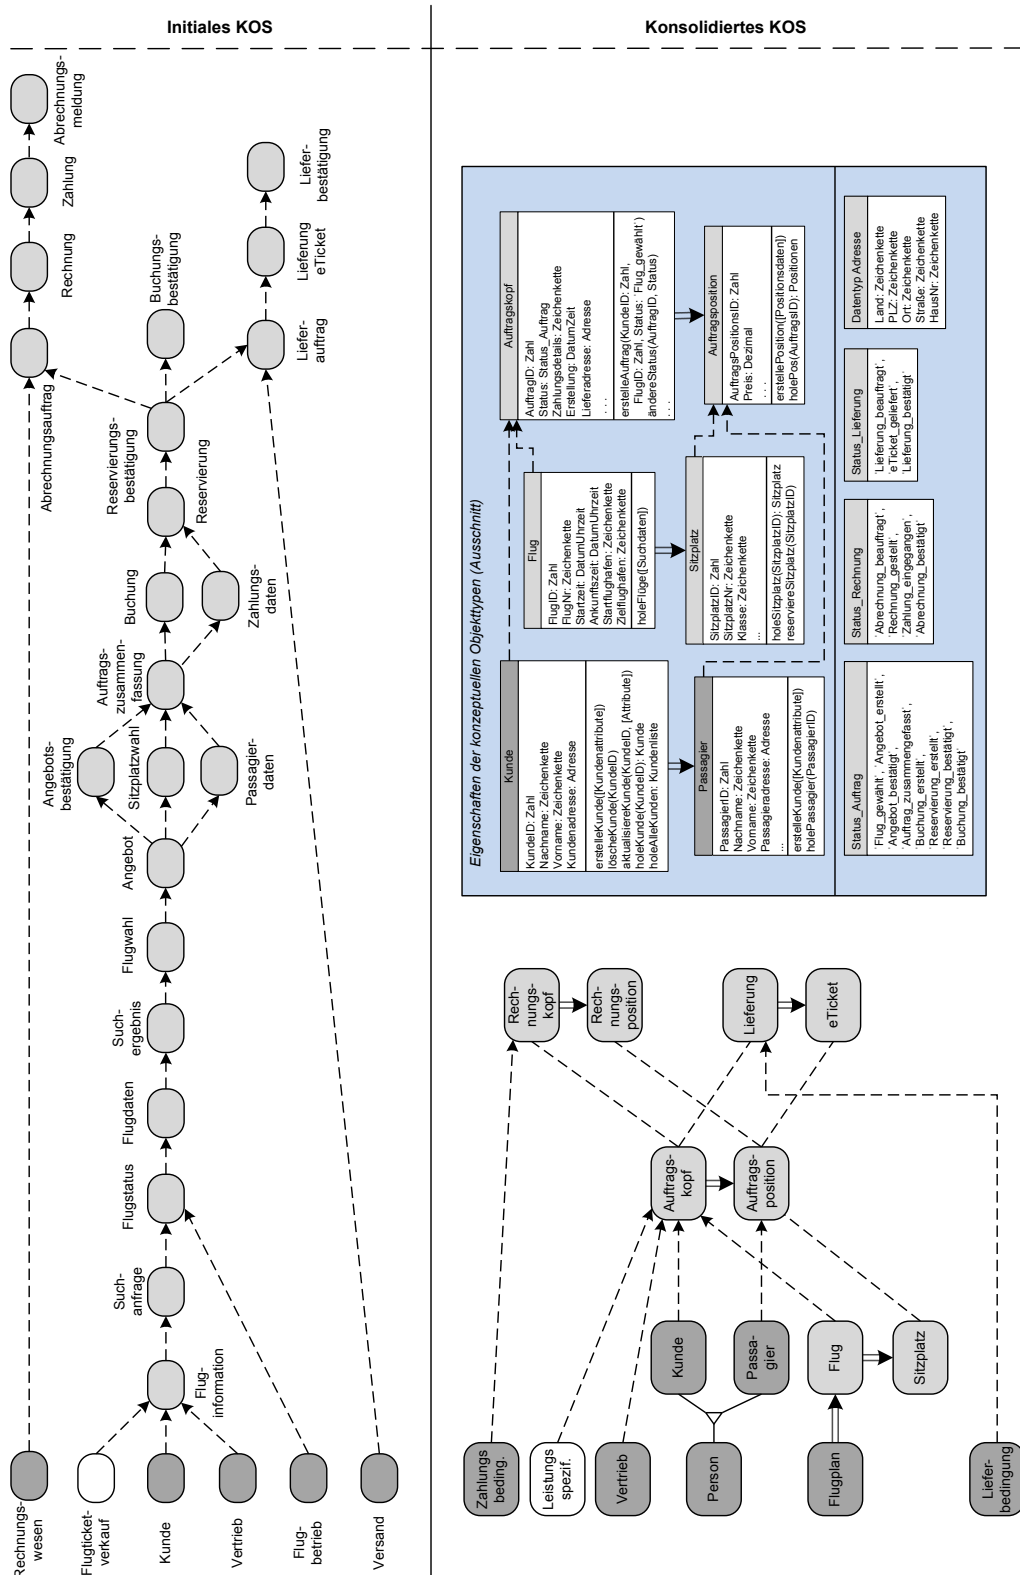 Initiales KOS
Konsolidiertes KOS
Rechnungs-
wesen
Flugticket-
verkauf
Kunde
Vertrieb
Flug-
betrieb
Versand
Flug-
information
Such-
anfrage
Flugstatus
Flugdaten
Such-
ergebnis
Flugwahl
Angebot
Angebots-
bestätigung
Sitzplatzwahl
Passagier-
daten
Auftrags-
zusammen-
fassung
Buchung
Zahlungs-
daten
Reservierung
Reservierungs-
bestätigung
Buchungs-
bestätigung
Abrechnungsauftrag
Rechnung
Zahlung
Abrechnungs-
meldung
Liefer-
auftrag
Lieferung
eTicket
Liefer-
bestätigung
Zahlungs
beding.
Leistungs
spezif.
Vertrieb
Person
Flugplan
Liefer-
bedingung
Kunde
Passa-
gier
Flug
Sitzplatz
Auftrags-
kopf
Auftrags-
position
Rech-
nungs-
kopf
Rech-
nungs-
position
Lieferung
eTicket
Eigenschaften der konzeptuellen Objekttypen (Ausschnitt)
Kunde
KundeID: Zahl
Nachname: Zeichenkette
Vorname: Zeichenkette
Kundenadresse: Adresse
...
erstelleKunde([Kundenattribute])
löscheKunde(KundeID)
aktualisiereKunde(KundeID, [Attribute])
holeKunde(KundeID): Kunde
holeAlleKunden: Kundenliste
Flug
FlugID: Zahl
FlugNr: Zeichenkette
Startzeit: DatumUhrzeit
Ankunftszeit: DatumUhrzeit
Startflughafen: Zeichenkette
Zielflughafen: Zeichenkette
holeFlüge([Suchdaten])
Auftragskopf
AuftragID: Zahl
Status: Status_Auftrag
Zahlungsdetails: Zeichenkette
Erstellung: DatumZeit
Lieferadresse: Adresse
. . .
erstelleAuftrag(KundeID: Zahl,
FlugID: Zahl, Status: ´Flug_gewählt´)
ändereStatus(AuftragID, Status)
. . .
Passagier
PassagierID: Zahl
Nachname: Zeichenkette
Vorname: Zeichenkette
Passagieradresse: Adresse
...
erstelleKunde([Kundenattribute])
holePassagier(PassagierID)
Sitzplatz
SitzplatzID: Zahl
SitzplatzNr: Zeichenkette
Klasse: Zeichenkette
...
holeSitzplatz(SitzplatzID): Sitzplatz
reserviereSitzplatz(SitzplatzID)
Auftragsposition
AuftragsPositionsID: Zahl
Preis: Dezimal
. . .
erstellePosition([Positionsdaten])
holePos(AuftragsID): Positionen
Status_Auftrag
´Flug_gewählt´, ´Angebot_erstellt´,
´Angebot_bestätigt´,
´Auftrag_zusammengefasst´,
´Buchung_erstellt´,
´Reservierung_erstellt´,
´Reservierung_bestätigt´,
´Buchung_bestätigt´
Status_Rechnung
´Abrechnung_beauftragt´,
´Rechnung_gestellt´,
´Zahlung_eingegangen´,
´Abrechnung_bestätigt´
Status_Lieferung
´Lieferung_beauftragt´,
´eTicket_geliefert´,
´Lieferung_bestätigt´
Datentyp Adresse
Land: Zeichenkette
PLZ: Zeichenkette
Ort: Zeichenkette
Straße: Zeichenkette
HausNr: Zeichenkette